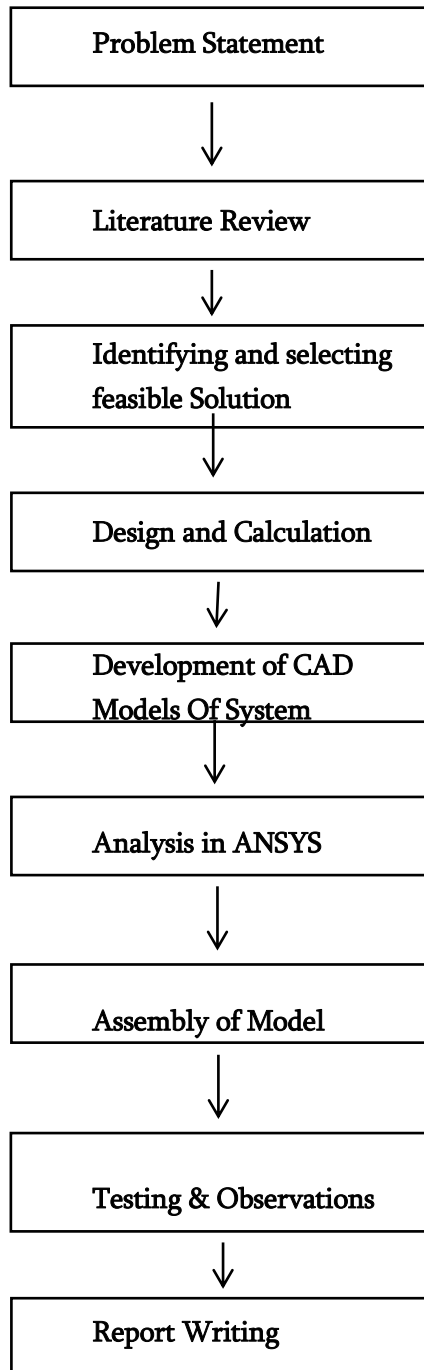 Problem Statement
Literature Review
Identifying and selecting
feasible Solution
Design and Calculation
Development of CAD
Models Of System
Analysis in ANSYS
Assembly of Model
Testing & Observations
Report Writing